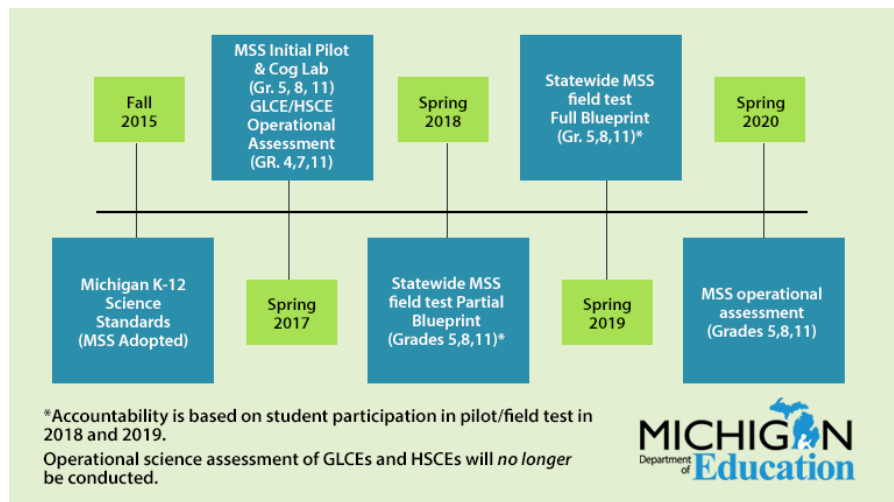 Fall
2015
MSS Initial Pilot
& Cog Lab
(Gr. 5, 8, 11)
GLCE/HSCE
Operational
Assessment
(GR. 4,7,11)
Spring
2018
Statewide MSS
field test
Full Blueprint
(Gr. 5,8,11)*
Spring
2020
Michigan K-12
Science
Standards
(MSS Adopted)
Spring
2017
Statewide MSS
field test Partial
Blueprint
(Grades 5,8,11)*
Spring
2019
MSS operational
assessment
(Grades 5,8,11)
*Accountability is based on student participation in pilot/field test in
2018 and 2019.
Operational science assessment of GLCEs and HSCEs will no longer
be conducted.
MICHIGAN
Department
of
Education